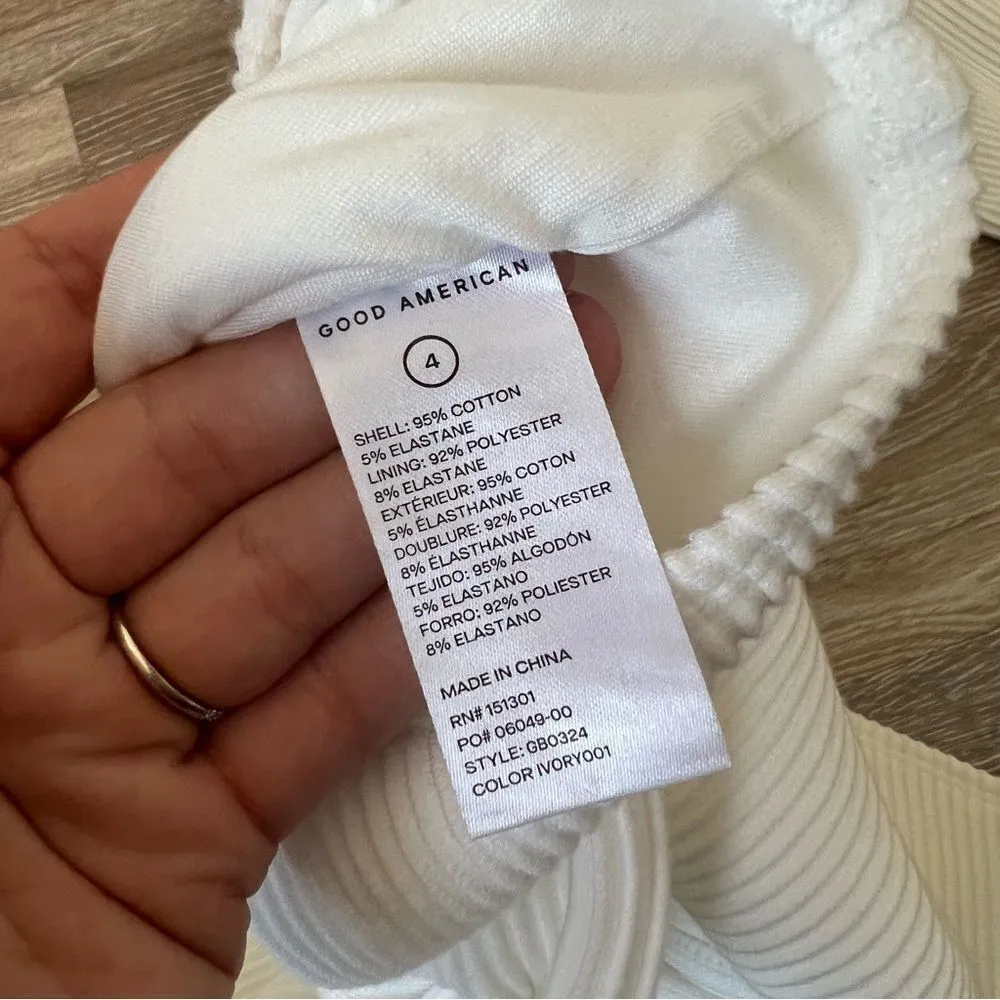 GOOD AMERICAN
4
SHELL: 95% COTTON
5% ELASTANE
LINING: 92% POLYESTER
8% ELASTANE
EXTÉRIEUR: 95% COTON
5% ÉLASTHANNE
DOUBLURE: 92% POLYESTER
8% ÉLASTHANNE
TEJIDO: 95% ALGODÓN
5% ELASTANO
FORRO: 92% POLIESTER
8% ELASTANO
MADE IN CHINA
RN# 151301
PO# 06049-00
STYLE: GB0324
COLOR IVORY001